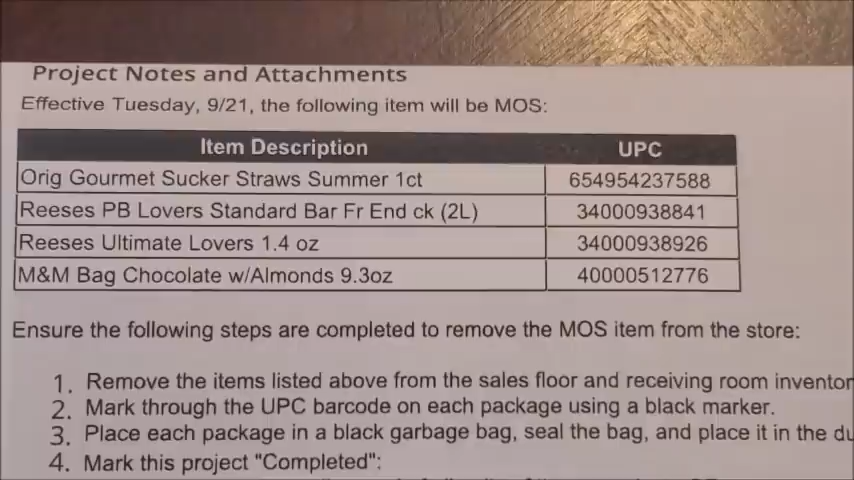 Project Notes and Attachments
Effective Tuesday, 9/21, the following item will be MOS:
Item Description UPC
Orig Gourmet Sucker Straws Summer 1ct 654954237588
Reeses PB Lovers Standard Bar Fr End ck (2L) 34000938841
Reeses Ultimate Lovers 1.4 oz 34000938926
M&M Bag Chocolate w/Almonds 9.3oz 40000512776
Ensure the following steps are completed to remove the MOS item from the store:
1. Remove the items listed above from the sales floor and receiving room inventor
2. Mark through the UPC barcode on each package using a black marker.
3. Place each package in a black garbage bag, seal the bag, and place it in the du
4. Mark this project "Completed":